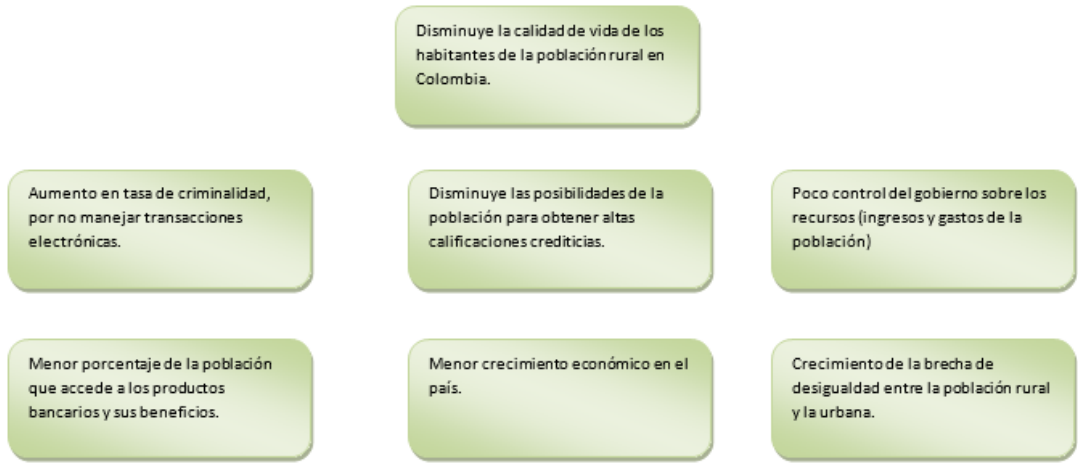 Disminuye la calidad de vida de los
habitantes de la población rural en
Colombia.
Aumento en tasa de criminalidad,
por no manejar transacciones
electrónicas.
Disminuye las posibilidades de la
población para obtener altas
calificaciones crediticias.
Poco control del gobierno sobre los
recursos (ingresos y gastos de la
población)
Menor porcentaje de la población
que accede a los productos
bancarios y sus beneficios.
Menor crecimiento económico en el
país.
Crecimiento de la brecha de
desigualdad entre la población rural
y la urbana.